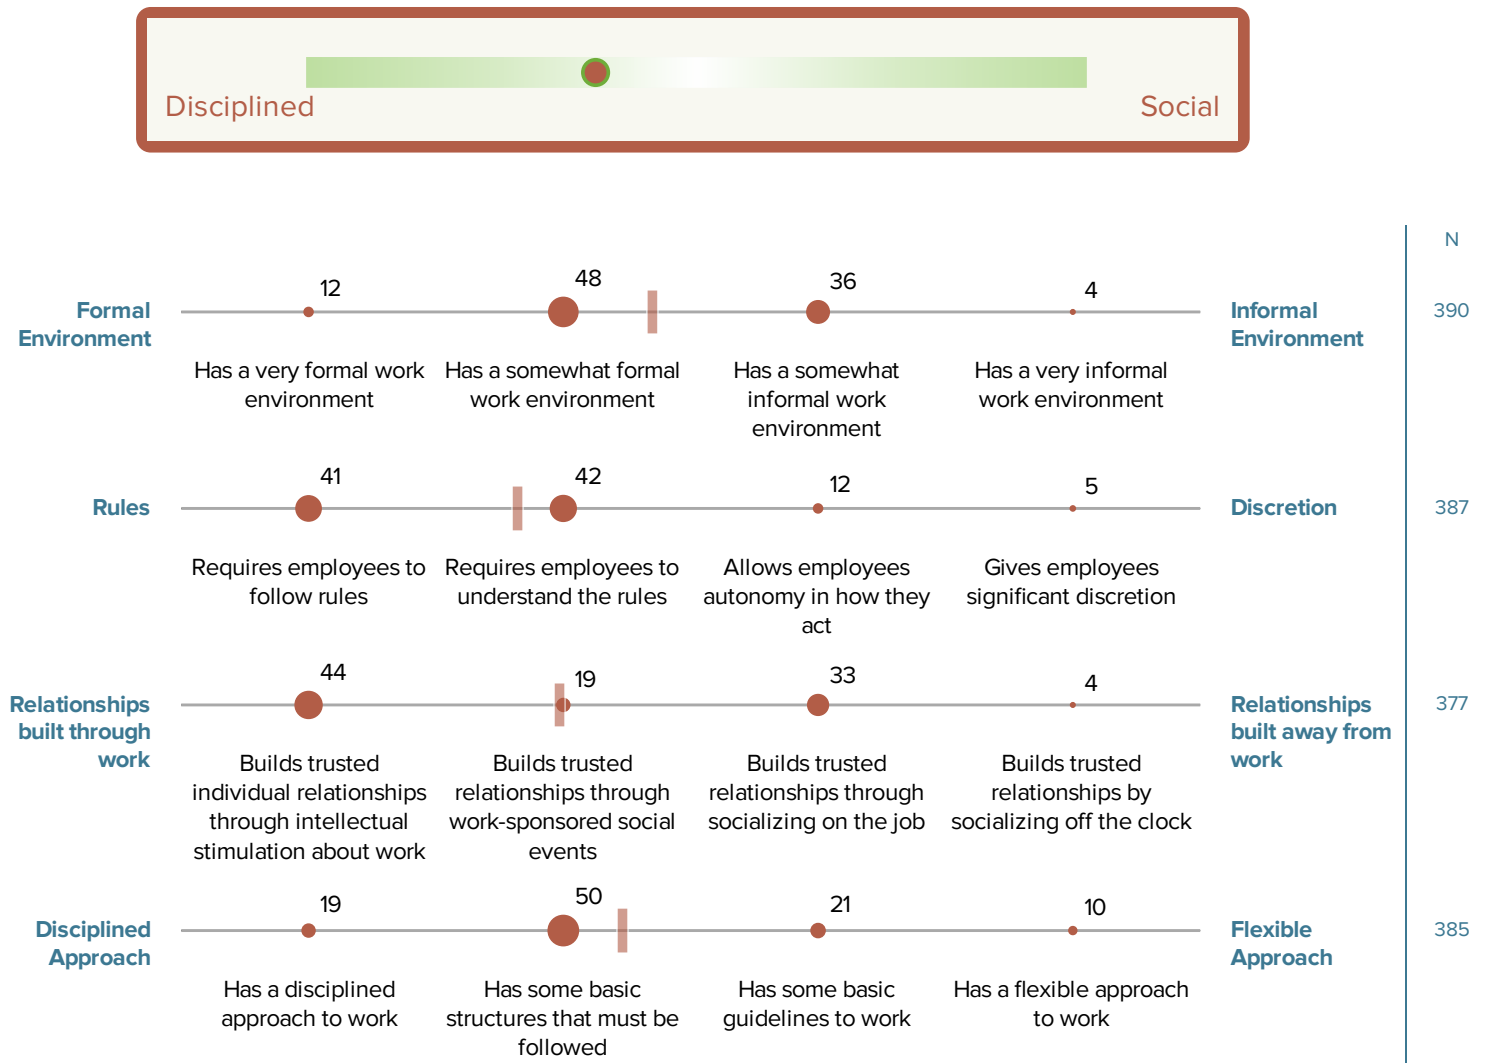 Disciplined
Social
N
12
48
36
4
Formal
Environment
Informal
Environment
390
Has a very formal work
environment
Has a somewhat formal
work environment
Has a somewhat
informal work
environment
Has a very informal
work environment
41
42
12
5
Rules
Discretion
387
Requires employees to
follow rules
Requires employees to
understand the rules
Allows employees
autonomy in how they
act
Gives employees
significant discretion
44
19
33
4
Relationships
built through
work
Relationships
built away from
work
377
Builds trusted
individual relationships
through intellectual
stimulation about work
Builds trusted
relationships through
work-sponsored social
events
Builds trusted
relationships through
socializing on the job
Builds trusted
relationships by
socializing off the clock
19
50
21
10
Disciplined
Approach
Flexible
Approach
385
Has a disciplined
approach to work
Has some basic
structures that must be
followed
Has some basic
guidelines to work
Has a flexible approach
to work